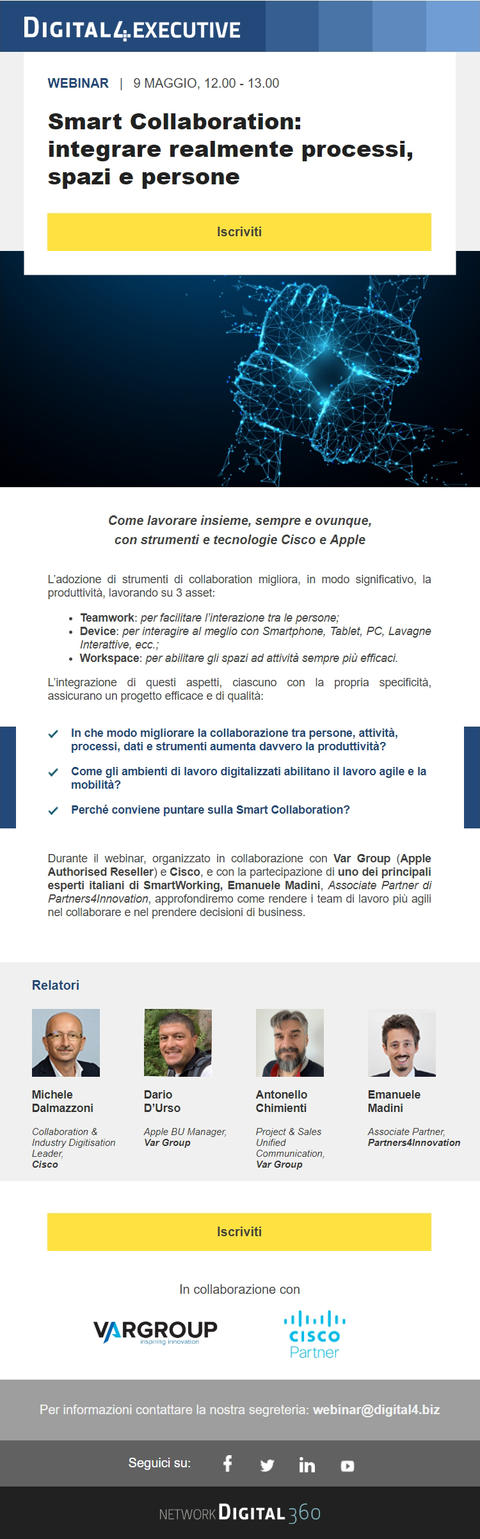 DIGITAL4EXECUTIVE
WEBINAR | 9 MAGGIO, 12.00 - 13.00
Smart Collaboration:
integrare realmente processi,
spazi e persone
Iscriviti
Come lavorare insieme, sempre e ovunque,
con strumenti e tecnologie Cisco e Apple
L'adozione di strumenti di collaboration migliora, in modo significativo, la
produttività, lavorando su 3 asset:
• Teamwork: per facilitare l'interazione tra le persone;
• Device: per interagire al meglio con Smartphone, Tablet, PC, Lavagne
Interattive, ecc.;
• Workspace: per abilitare gli spazi ad attività sempre più efficaci.
L'integrazione di questi aspetti, ciascuno con la propria specificità,
assicurano un progetto efficace e di qualità:
In che modo migliorare la collaborazione tra persone, attività,
processi, dati e strumenti aumenta davvero la produttività?
Come gli ambienti di lavoro digitalizzati abilitano il lavoro agile e la
mobilità?
Perché conviene puntare sulla Smart Collaboration?
Durante il webinar, organizzato in collaborazione con Var Group (Apple
Authorised Reseller) e Cisco, e con la partecipazione di uno dei principali
esperti italiani di SmartWorking, Emanuele Madini, Associate Partner di
Partners4Innovation, approfondiremo come rendere i team di lavoro più agili
nel collaborare e nel prendere decisioni di business.
Relatori
Michele
Dalmazzoni
Collaboration &
Industry Digitisation
Leader,
Cisco
Dario
D'Urso
Apple BU Manager,
Var Group
Antonello
Chimienti
Project & Sales
Unified
Communication,
Var Group
Emanuele
Madini
Associate Partner,
Partners4Innovation
Iscriviti
In collaborazione con
VARGROUP
inspiring innovation
CISCO
Partner
Per informazioni contattare la nostra segreteria: webinar@digital4.biz
Seguici su:
NETWORK DIGITAL 360